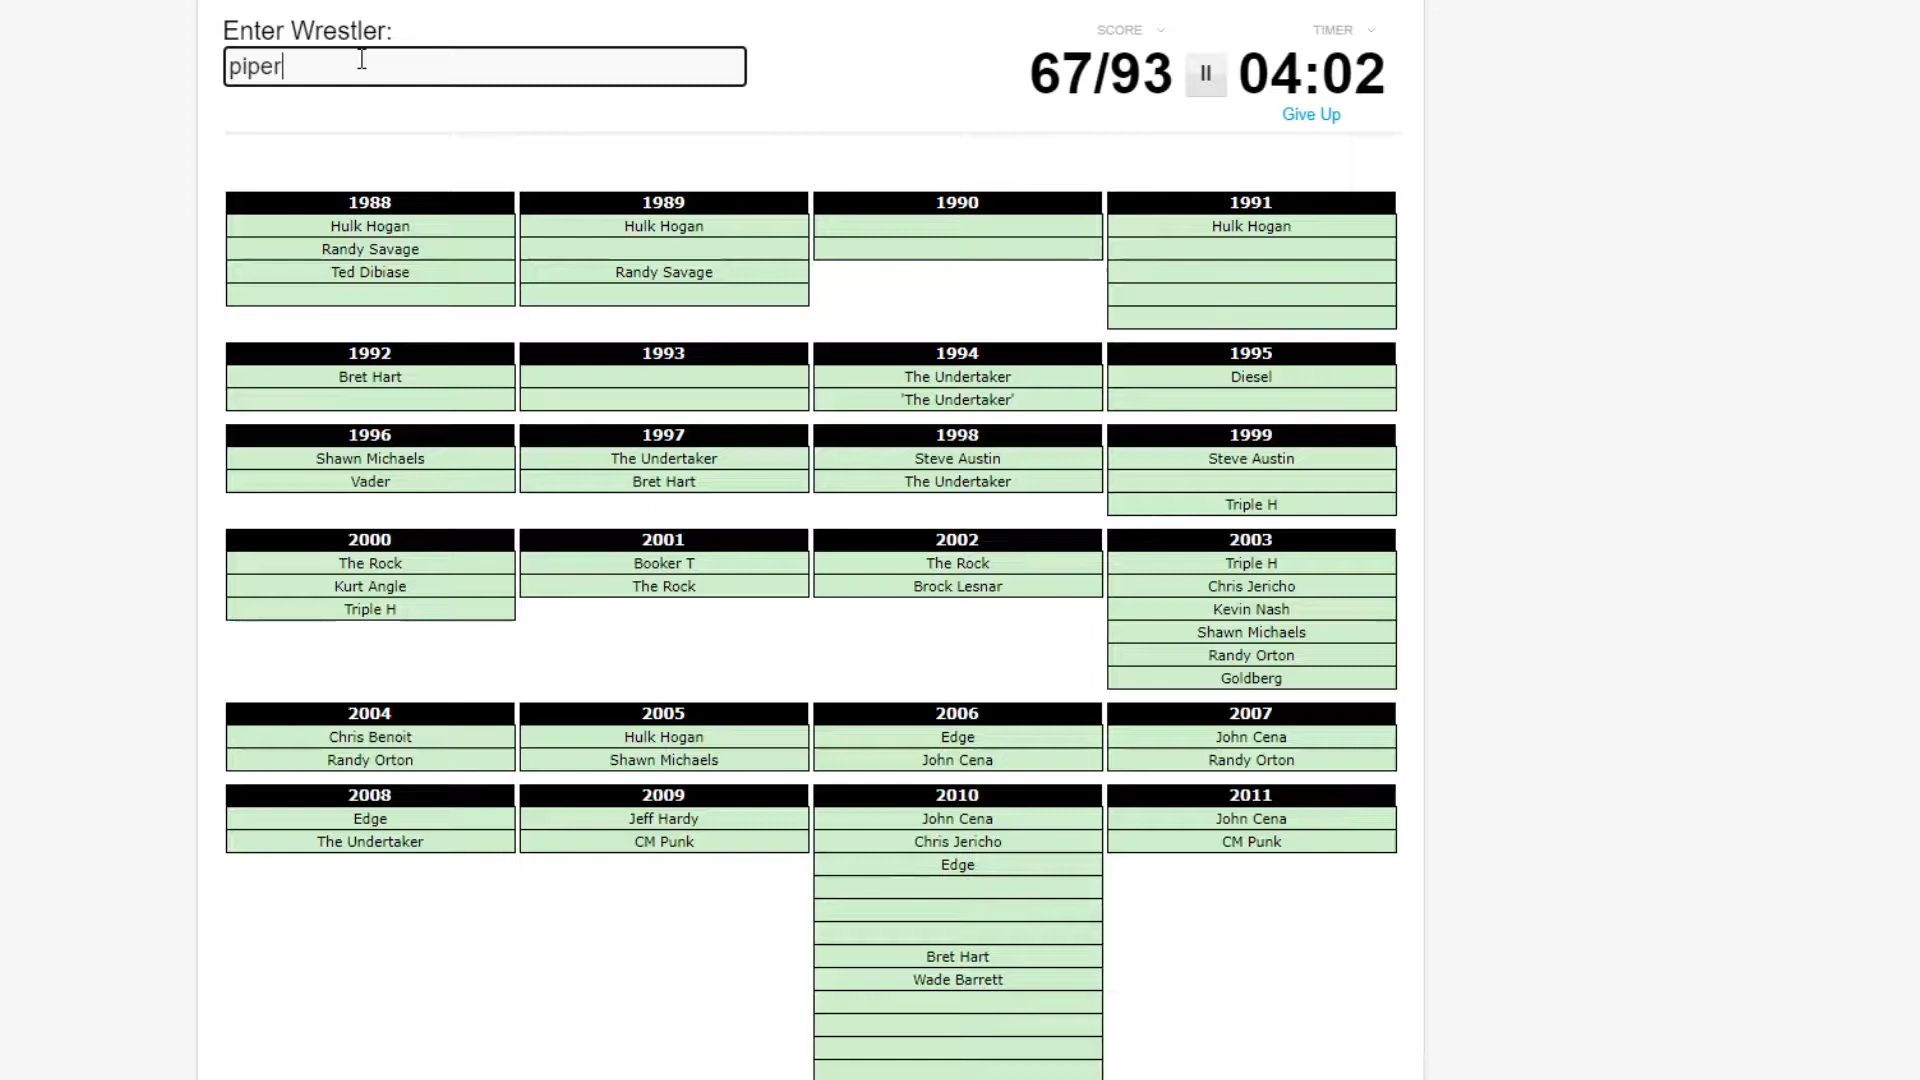 Enter Wrestler:
piper
SCORE
67/93
TIMER
04:02
Give Up
1988
Hulk Hogan
Randy Savage
Ted Dibiase
1989
Hulk Hogan
Randy Savage
1990
1991
Hulk Hogan
1992
Bret Hart
1993
1994
The Undertaker
'The Undertaker'
1995
Diesel
1996
Shawn Michaels
Vader
1997
The Undertaker
Bret Hart
1998
Steve Austin
The Undertaker
1999
Steve Austin
Triple H
2000
The Rock
Kurt Angle
Triple H
2001
Booker T
The Rock
2002
The Rock
Brock Lesnar
2003
Triple H
Chris Jericho
Kevin Nash
Shawn Michaels
Randy Orton
Goldberg
2004
Chris Benoit
Randy Orton
2005
Hulk Hogan
Shawn Michaels
2006
Edge
John Cena
2007
John Cena
Randy Orton
2008
Edge
The Undertaker
2009
Jeff Hardy
CM Punk
2010
John Cena
Chris Jericho
Edge
Bret Hart
Wade Barrett
2011
John Cena
CM Punk